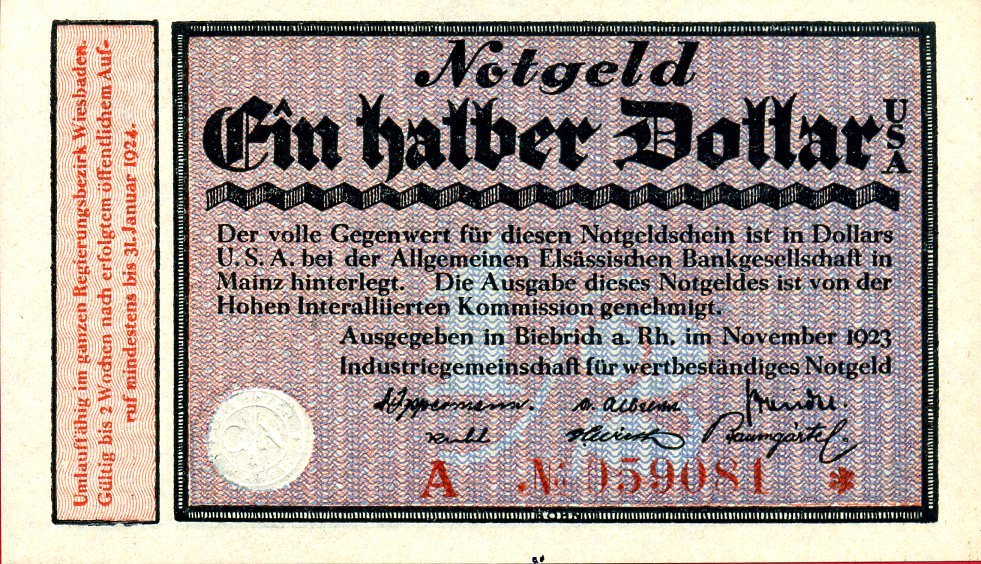 Umlauffähig im ganzen Regierungsbezirk Wiesbaden.
Gültig bis 2 Wochen nach erfolgtem öffentlichem Auf-
ruf mindestens bis 31. Januar 1924.
Notgeld
Ein halber Dollar USA
Der volle Gegenwert für diesen Notgeldschein ist in Dollars
U. S. A. bei der Allgemeinen Elsässischen Bankgesellschaft in
Mainz hinterlegt. Die Ausgabe dieses Notgeldes ist von der
Hohen Interalliierten Kommission genehmigt.
Ausgegeben in Biebrich a. Rh. im November 1923
Industriegemeinschaft für wertbeständiges Notgeld
Baumgärtel.
A № 059081 *